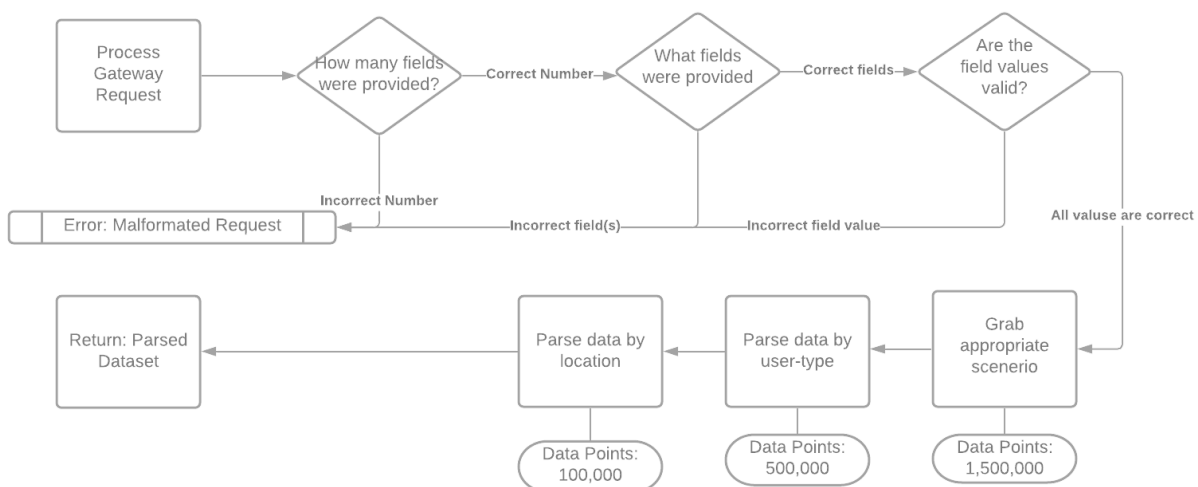 Process
Gateway
Request
How many fields
were provided?
Correct Number
What fields
were provided
Correct fields
Are the
field values
valid?
Incorrect Number
Error: Malformated Request
Incorrect field(s)
Incorrect field value
All valuse are correct
Return: Parsed
Dataset
Parse data by
location
Parse data by
user-type
Grab
appropriate
scenerio
Data Points:
100,000
Data Points:
500,000
Data Points:
1,500,000